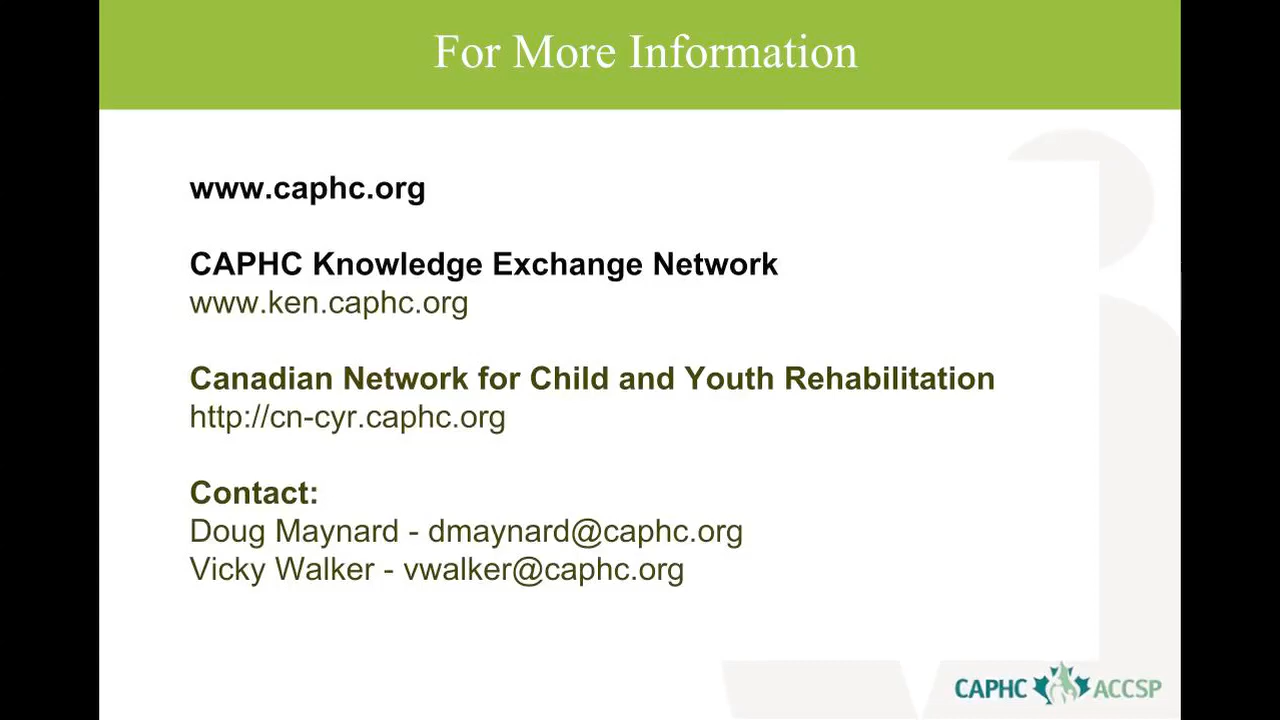 For More Information
www.caphc.org
CAPHC Knowledge Exchange Network
www.ken.caphc.org
Canadian Network for Child and Youth Rehabilitation
http://cn-cyr.caphc.org
Contact:
Doug Maynard - dmaynard@caphc.org
Vicky Walker - vwalker@caphc.org
CAPHC ACCSP